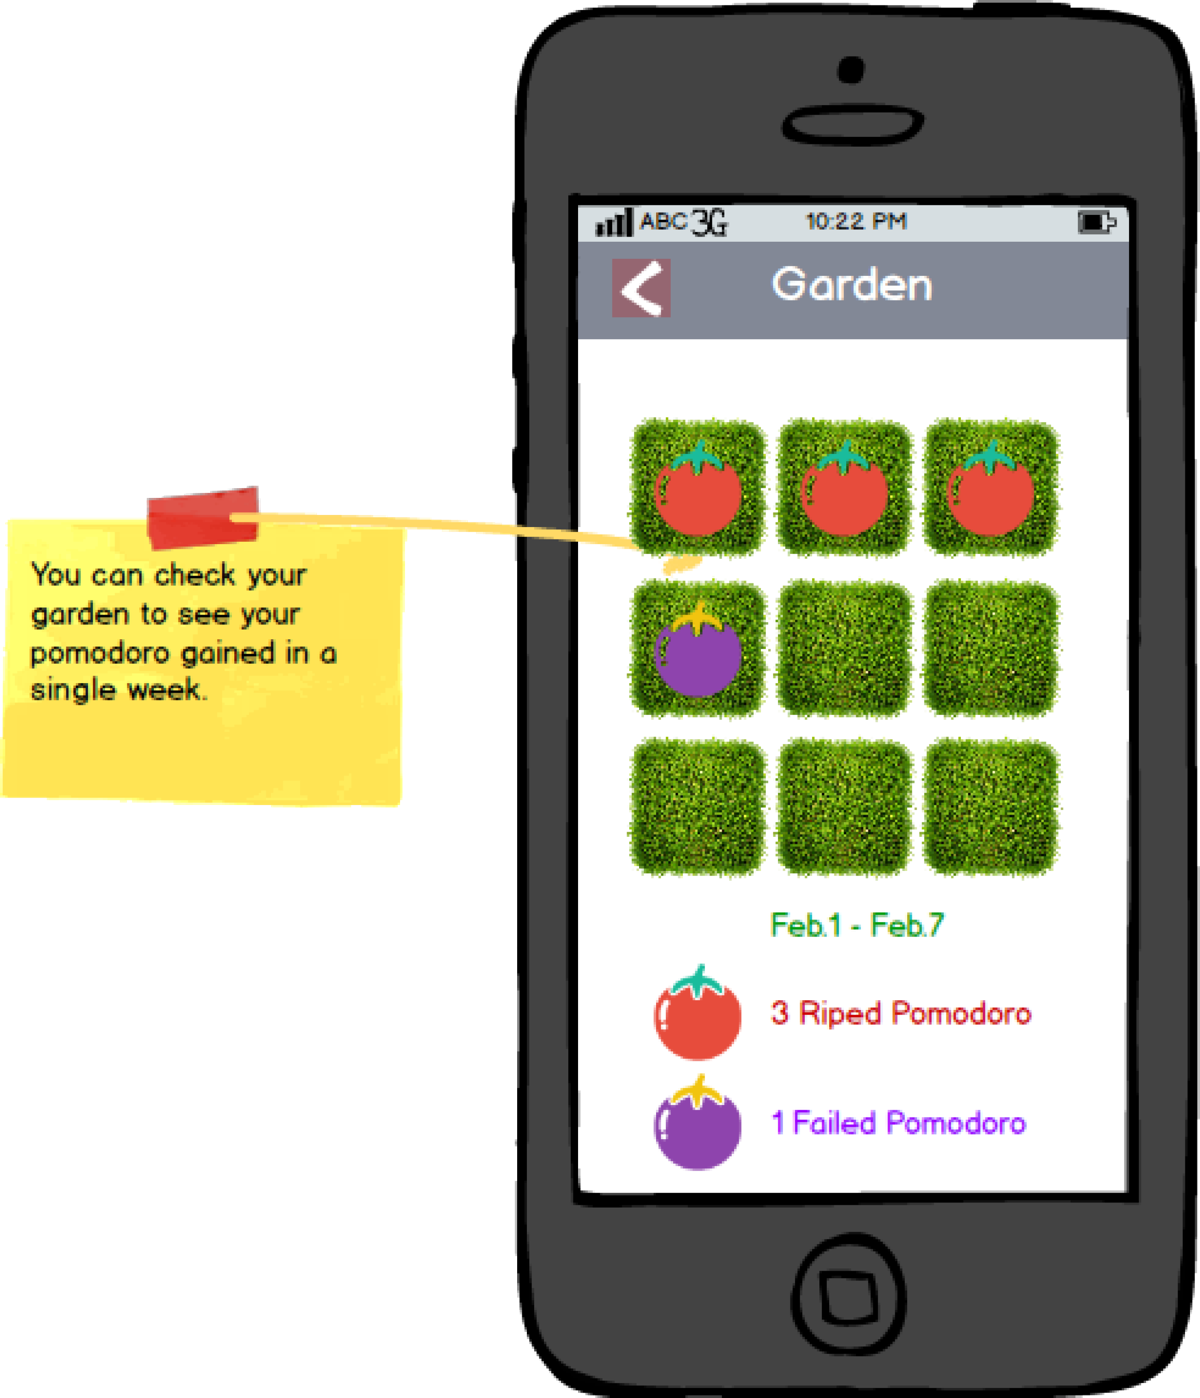 ABC 3G 10:22 PM
Garden
You can check your
garden to see your
pomodoro gained in a
single week.
Feb.1 - Feb.7
3 Riped Pomodoro
1 Failed Pomodoro